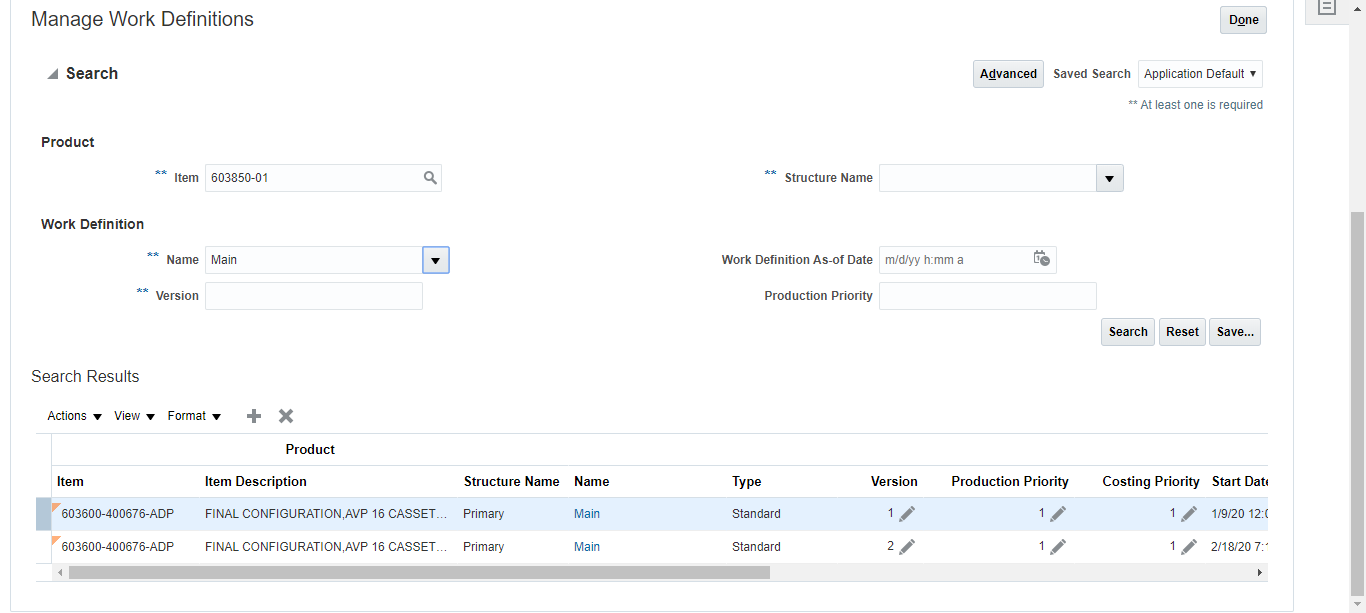 Manage Work Definitions
Done
Search
Advanced Saved Search Application Default
** At least one is required
Product
** Item 603850-01 ** Structure Name
Work Definition
** Name Main Work Definition As-of Date m/d/yy h:mm a
** Version Production Priority
Search Reset Save...
Search Results
Actions View Format
Product
Item Item Description Structure Name Name Type Version Production Priority Costing Priority Start Date
603600-400676-ADP FINAL CONFIGURATION,AVP 16 CASSET... Primary Main Standard 1 1 1 1/9/20 12:0
603600-400676-ADP FINAL CONFIGURATION,AVP 16 CASSET... Primary Main Standard 2 1 1 2/18/20 7:1